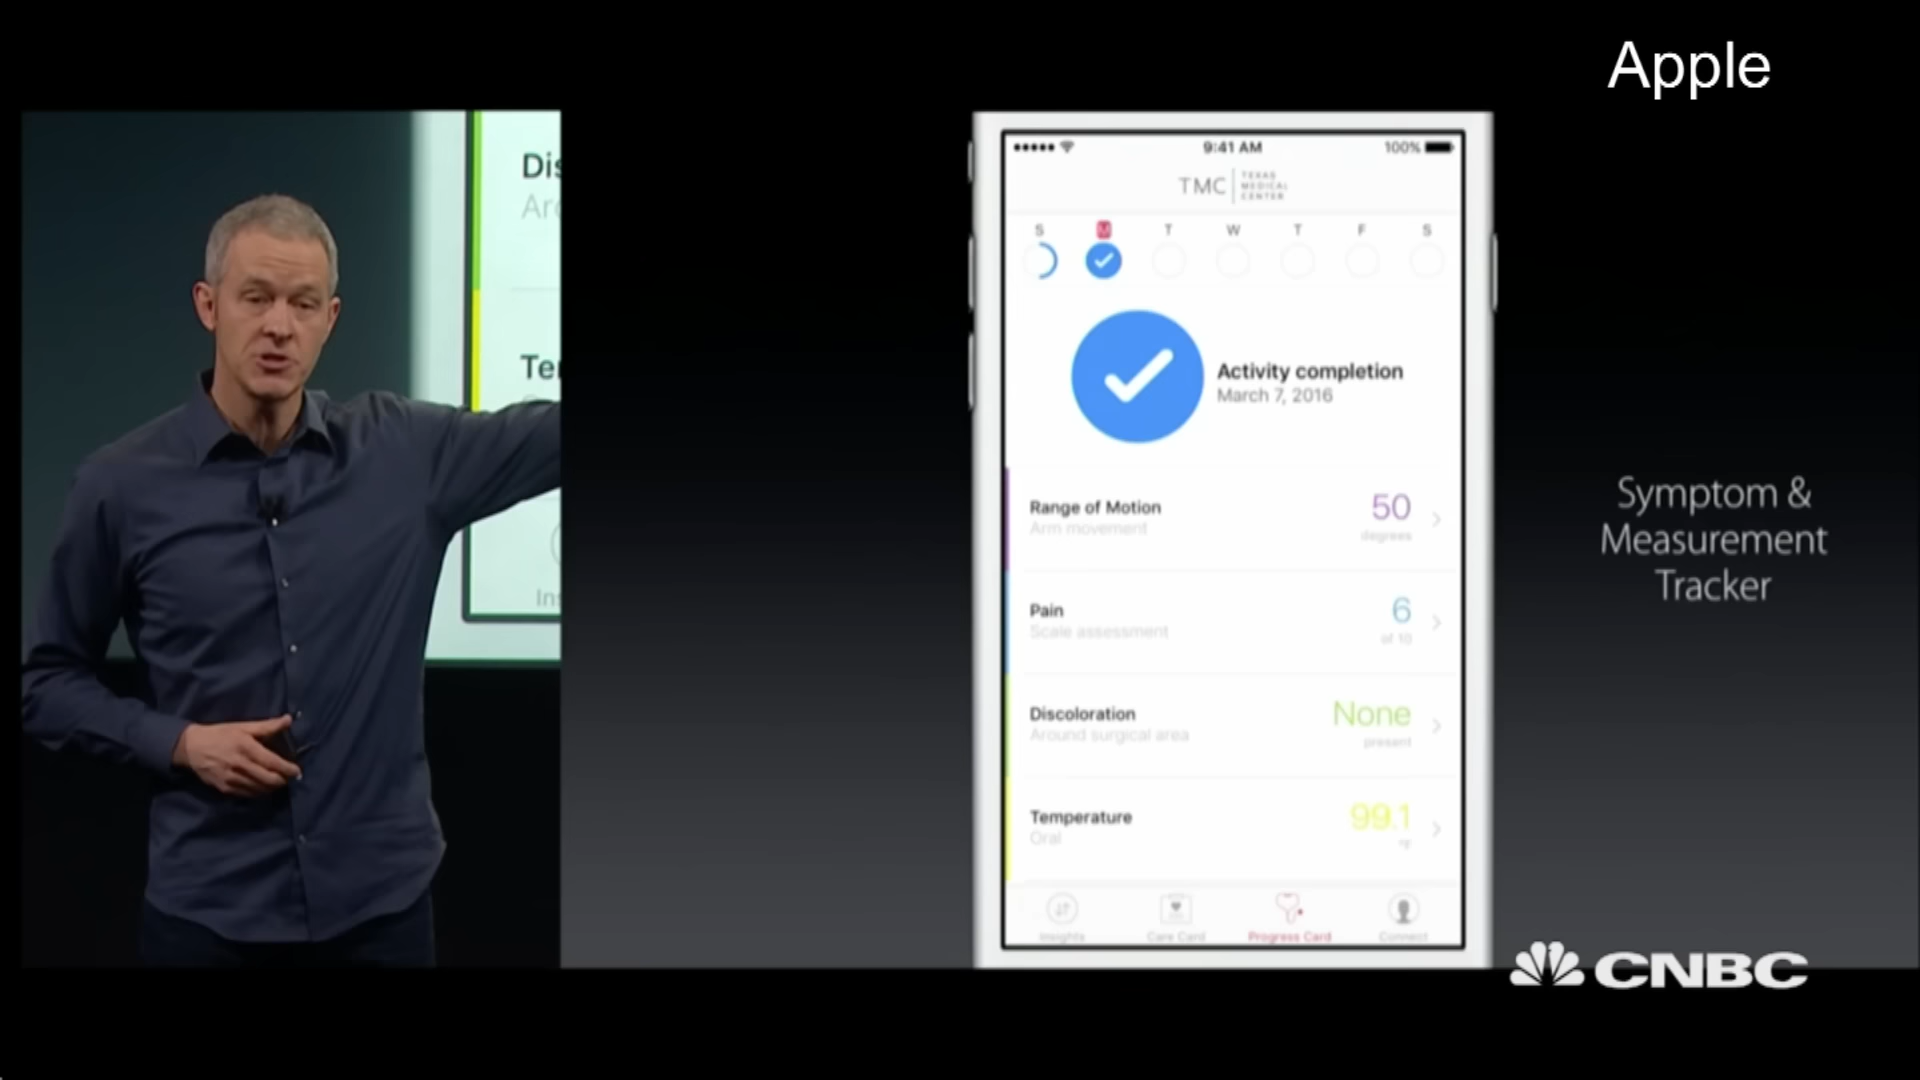 Apple
Dis
Ter
Ins
9:41 AM
100%
TMC
TEXAS
MEDICAL
CENTER
S M T W T F S
Activity completion
March 7, 2016
Range of Motion
Arm movement
50
degrees
Pain
Scale assessment
6
of 10
Discoloration
Around surgical area
None
present
Temperature
Oral
99.1
°F
Insights
Care Card
Progress Card
Connect
Symptom &
Measurement
Tracker
CNBC